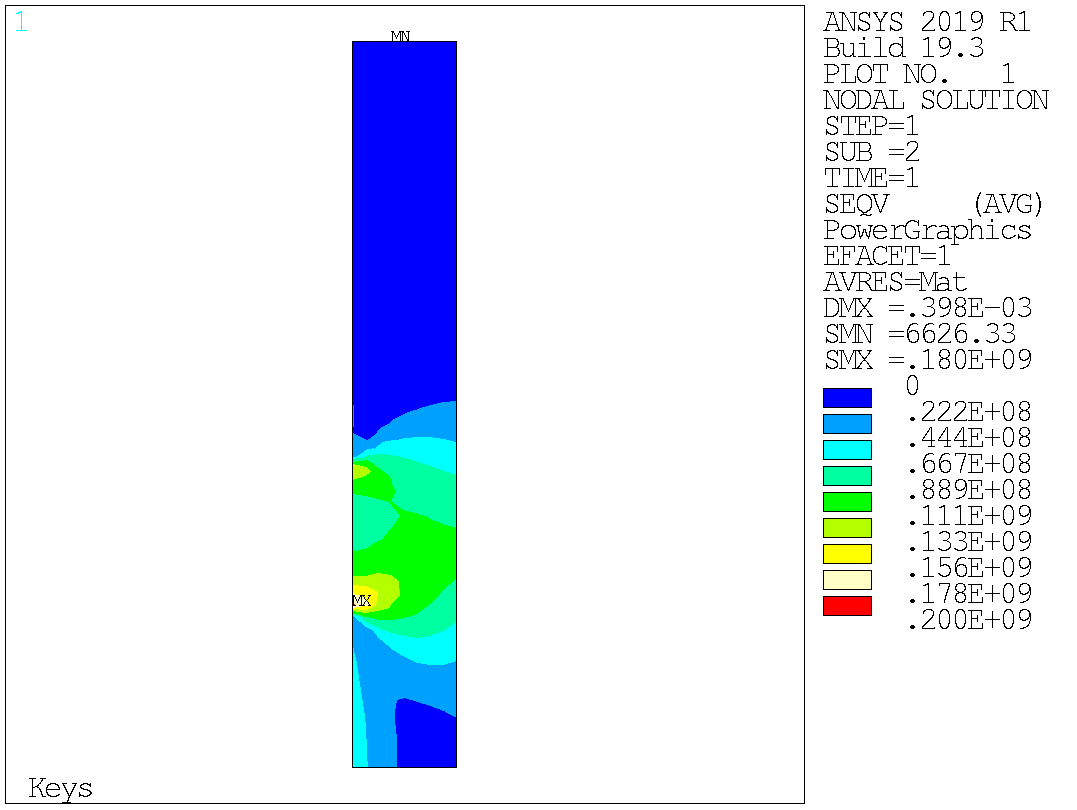 1
MN
MX
Keys
ANSYS 2019 R1
Build 19.3
PLOT NO. 1
NODAL SOLUTION
STEP=1
SUB =2
TIME=1
SEQV (AVG)
PowerGraphics
EFACET=1
AVRES=Mat
DMX =.398E-03
SMN =6626.33
SMX =.180E+09
0
.222E+08
.444E+08
.667E+08
.889E+08
.111E+09
.133E+09
.156E+09
.178E+09
.200E+09